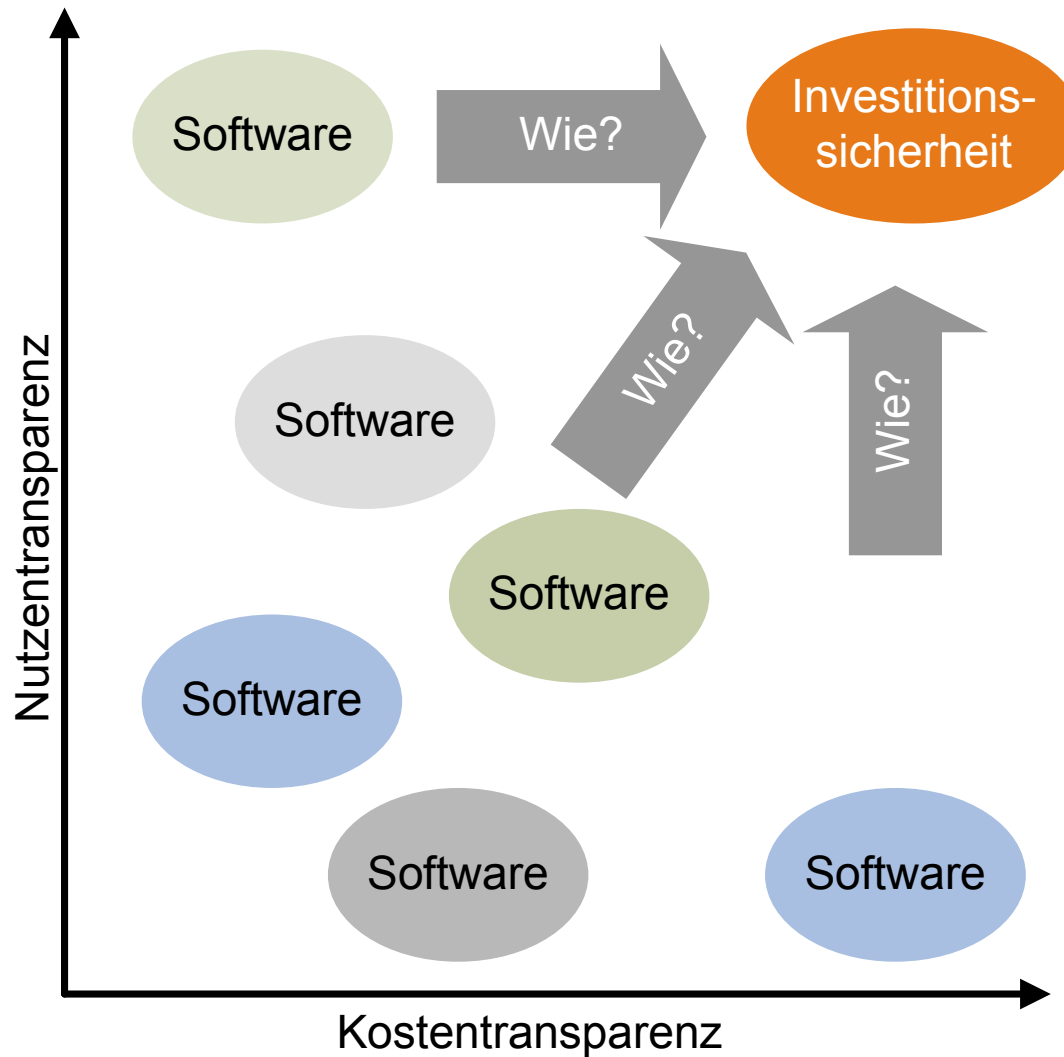 Software
Wie?
Investitions-
sicherheit
Wie?
Wie?
Software
Software
Software
Software
Software
Nutzentransparenz
Kostentransparenz